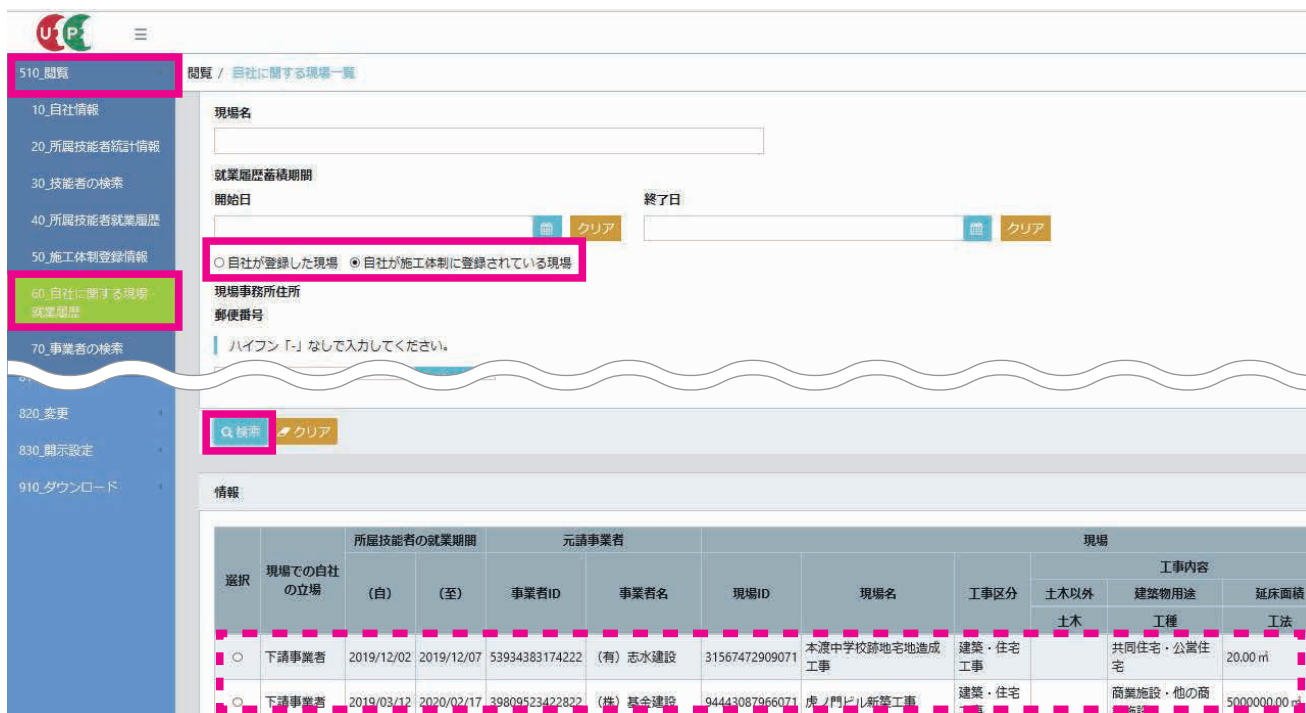 U P
510_閲覧
閲覧 / 自社に関する現場一覧
10_自社情報
20_所属技能者統計情報
30_技能者の検索
40_所属技能者就業履歴
50_施工体制登録情報
60_自社に関する現場・
就業履歴
70_事業者の検索
820_変更
830_開示設定
910_ダウンロード
現場名
就業履歴蓄積期間
開始日 終了日
クリア クリア
○自社が登録した現場 ◉自社が施工体制に登録されている現場
現場事務所住所
郵便番号
ハイフン「-」なしで入力してください。
検索 クリア
情報
所属技能者の就業期間 元請事業者 現場
工事内容
選択 現場での自社
の立場 (自) (至) 事業者ID 事業者名 現場ID 現場名 工事区分 土木以外 建築物用途 延床面積
土木 工種 工法
○ 下請事業者 2019/12/02 2019/12/07 53934383174222 (有) 志水建設 31567472909071 本渡中学校跡地宅地造成
工事 建築・住宅
工事 共同住宅・公営住
宅 20.00㎡
○ 下請事業者 2019/03/12 2020/02/17 39809523422822 (株) 基金建設 94443087966071 虎ノ門ビル新築工事 建築・住宅
商業施設・他の商 5000000.00㎡